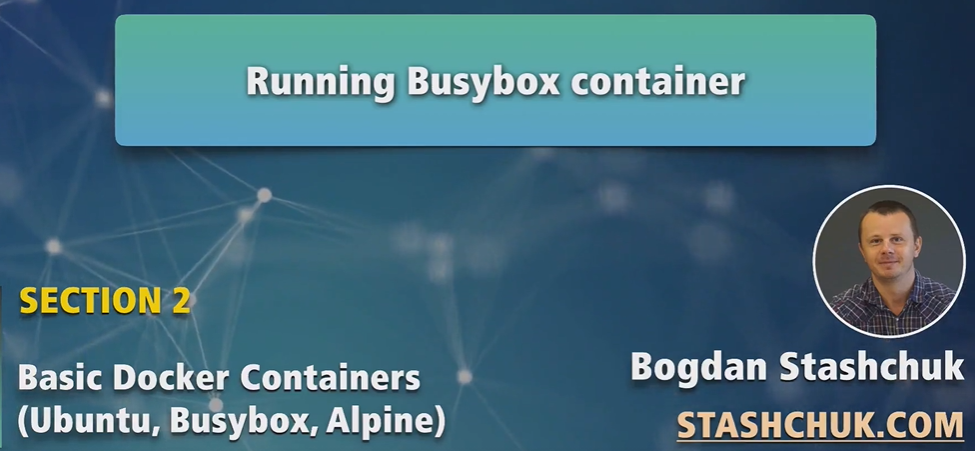 Running Busybox container
SECTION 2
Basic Docker Containers
(Ubuntu, Busybox, Alpine)
Bogdan Stashchuk
STASHCHUK.COM